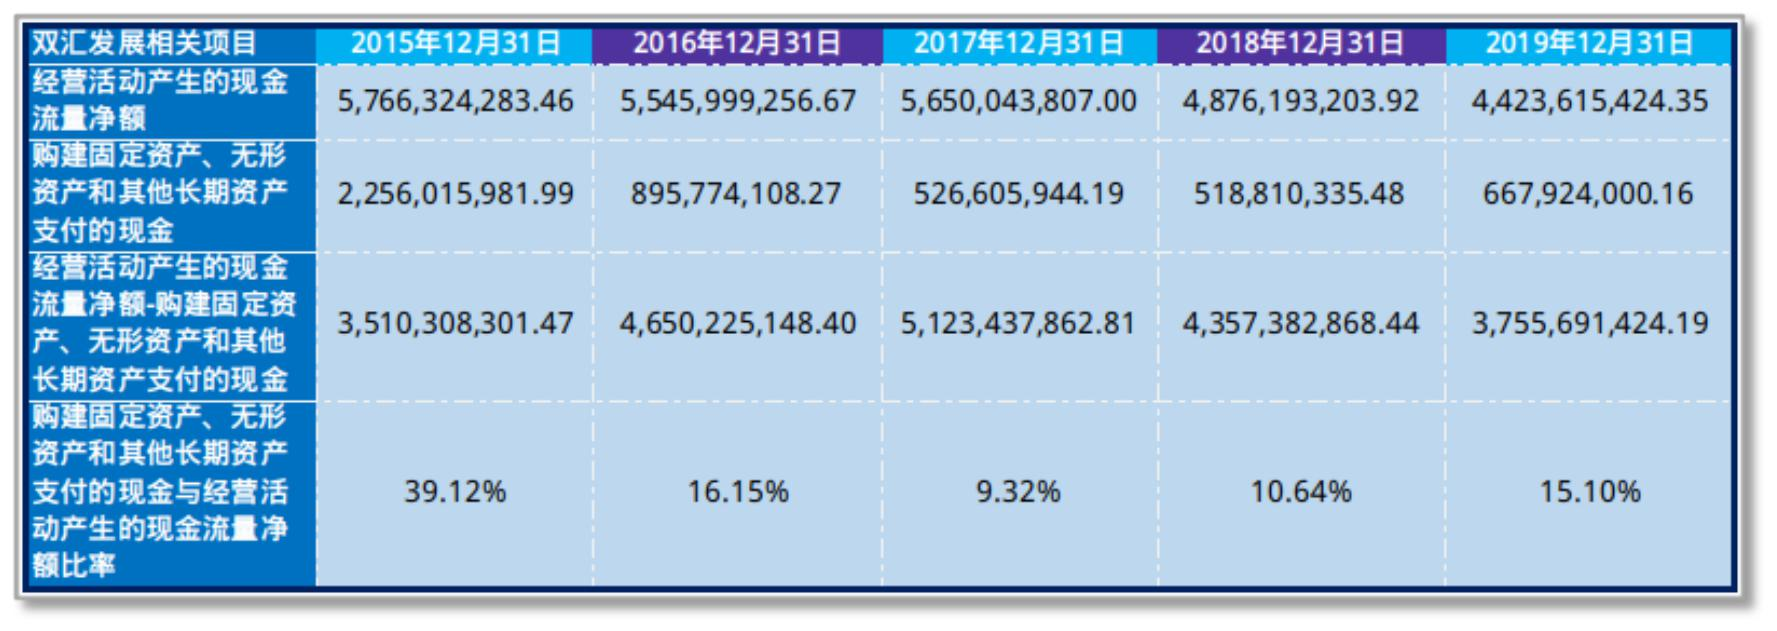 双汇发展相关项目 2015年12月31日 2016年12月31日 2017年12月31日 2018年12月31日 2019年12月31日
经营活动产生的现金
流量净额
5,766,324,283.46 5,545,999,256.67 5,650,043,807.00 4,876,193,203.92 4,423,615,424.35
购建固定资产、无形
资产和其他长期资产
支付的现金
2,256,015,981.99 895,774,108.27 526,605,944.19 518,810,335.48 667,924,000.16
经营活动产生的现金
流量净额-购建固定资
产、无形资产和其他
长期资产支付的现金
3,510,308,301.47 4,650,225,148.40 5,123,437,862.81 4,357,382,868.44 3,755,691,424.19
购建固定资产、无形
资产和其他长期资产
支付的现金与经营活
动产生的现金流量净
额比率
39.12% 16.15% 9.32% 10.64% 15.10%